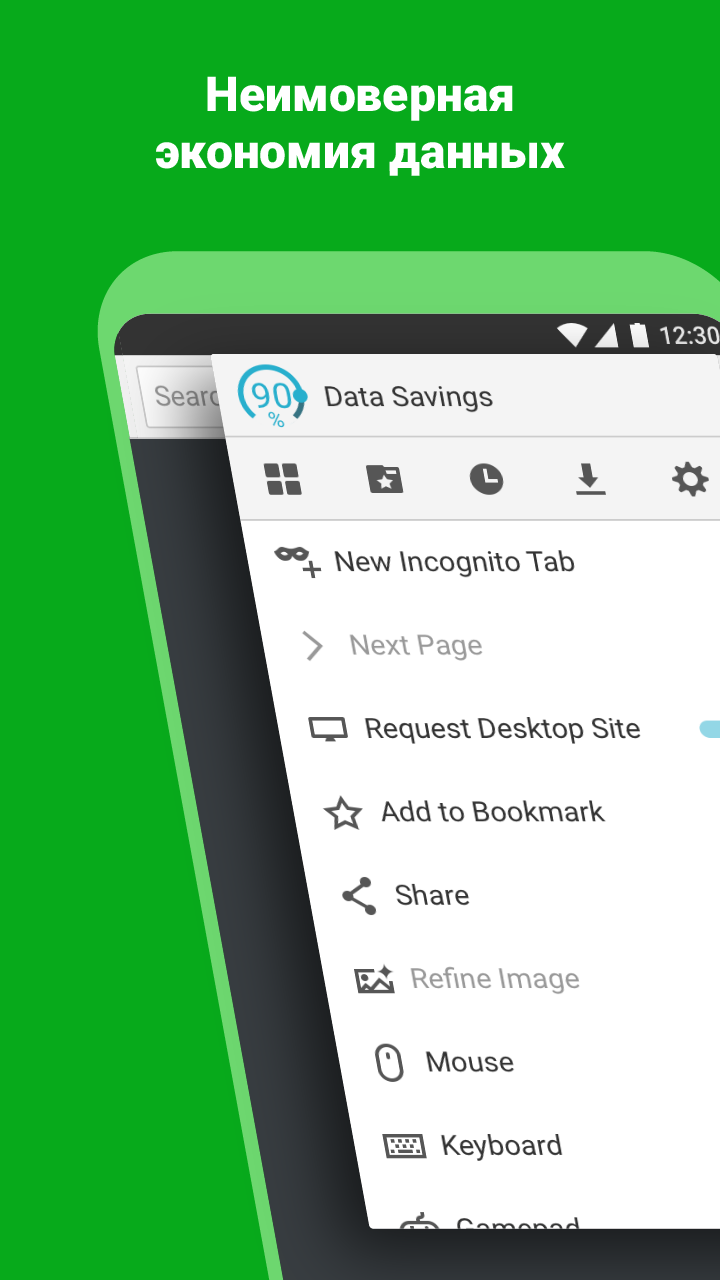 Неимоверная
экономия данных
12:30
Searc
90
%
Data Savings
New Incognito Tab
Next Page
Request Desktop Site
Add to Bookmark
Share
Refine Image
Mouse
Keyboard
Gamepad